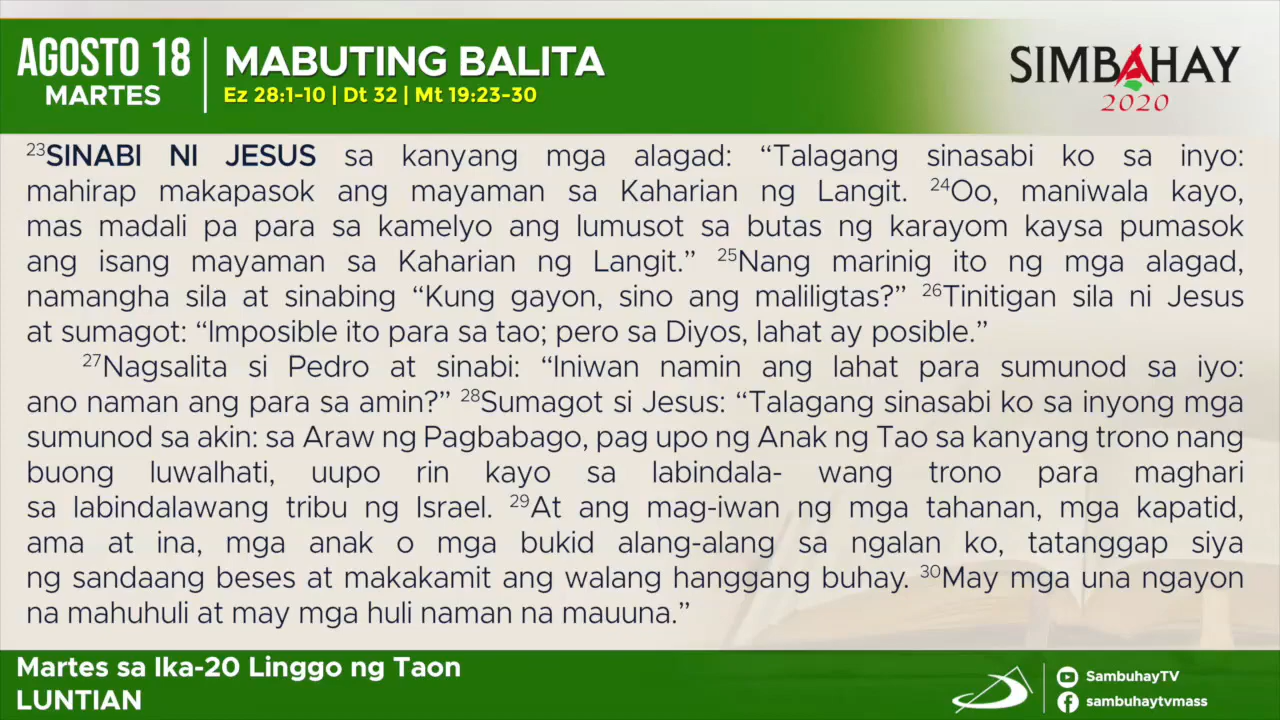 AGOSTO 18
MARTES
MABUTING BALITA
Ez 28:1-10 | Dt 32 | Mt 19:23-30
SIMBAHAY
2020
23SINABI NI JESUS sa kanyang mga alagad: “Talagang sinasabi ko sa inyo:
mahirap makapasok ang mayaman sa Kaharian ng Langit. 24Oo, maniwala kayo,
mas madali pa para sa kamelyo ang lumusot sa butas ng karayom kaysa pumasok
ang isang mayaman sa Kaharian ng Langit.” 25Nang marinig ito ng mga alagad,
namangha sila at sinabing “Kung gayon, sino ang maliligtas?” 26Tinitigan sila ni Jesus
at sumagot: “Imposible ito para sa tao; pero sa Diyos, lahat ay posible.”
27Nagsalita si Pedro at sinabi: “Iniwan namin ang lahat para sumunod sa iyo:
ano naman ang para sa amin?” 28Sumagot si Jesus: “Talagang sinasabi ko sa inyong mga
sumunod sa akin: sa Araw ng Pagbabago, pag upo ng Anak ng Tao sa kanyang trono nang
buong luwalhati, uupo rin kayo sa labindala- wang trono para maghari
sa labindalawang tribu ng Israel. 29At ang mag-iwan ng mga tahanan, mga kapatid,
ama at ina, mga anak o mga bukid alang-alang sa ngalan ko, tatanggap siya
ng sandaang beses at makakamit ang walang hanggang buhay. 30May mga una ngayon
na mahuhuli at may mga huli naman na mauuna.”
Martes sa Ika-20 Linggo ng Taon
LUNTIAN
SambuhayTV
sambuhaytvmass